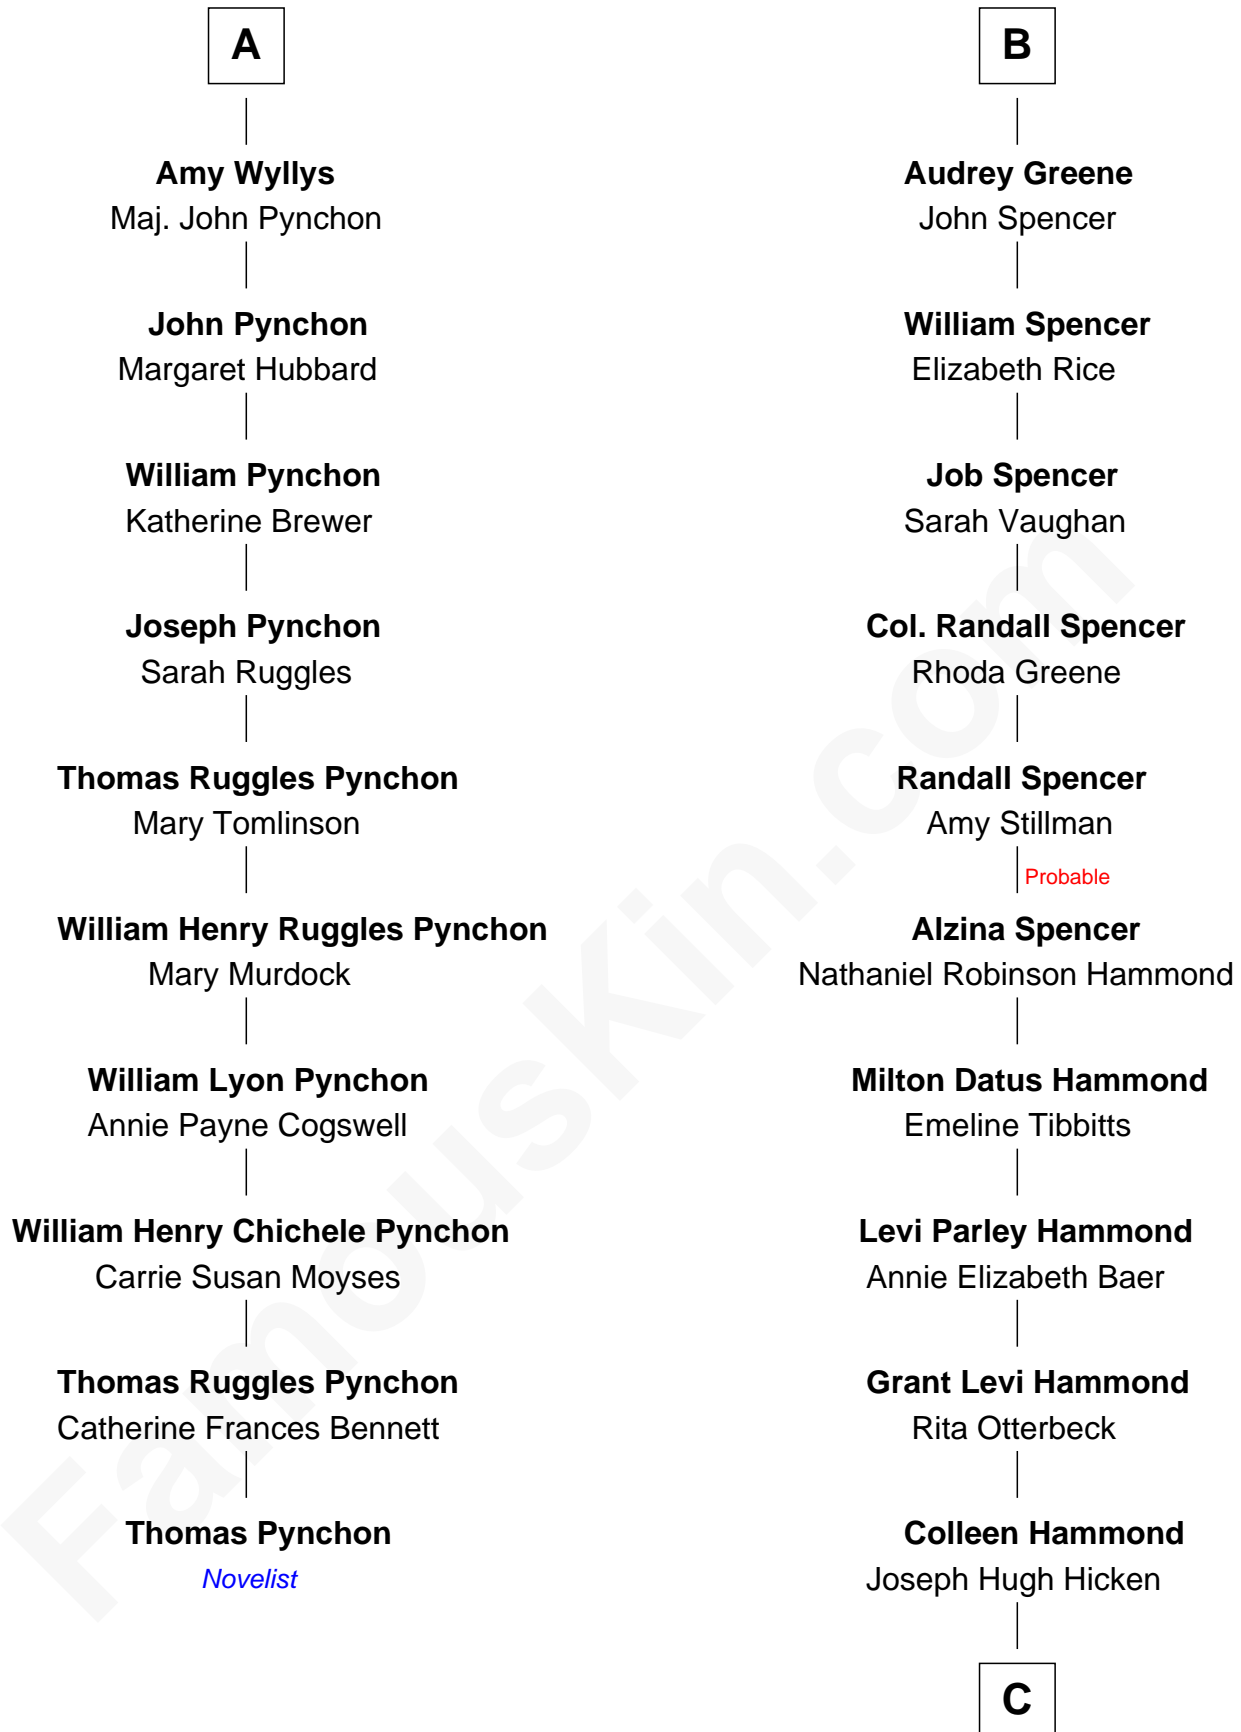 A
Amy Wyllys
Maj. John Pynchon
John Pynchon
Margaret Hubbard
William Pynchon
Katherine Brewer
Joseph Pynchon
Sarah Ruggles
Thomas Ruggles Pynchon
Mary Tomlinson
William Henry Ruggles Pynchon
Mary Murdock
William Lyon Pynchon
Annie Payne Cogswell
William Henry Chichele Pynchon
Carrie Susan Moyses
Thomas Ruggles Pynchon
Catherine Frances Bennett
Thomas Pynchon
Novelist
B
Audrey Greene
John Spencer
William Spencer
Elizabeth Rice
Job Spencer
Sarah Vaughan
Col. Randall Spencer
Rhoda Greene
Randall Spencer
Amy Stillman
Probable
Alzina Spencer
Nathaniel Robinson Hammond
Milton Datus Hammond
Emeline Tibbitts
Levi Parley Hammond
Annie Elizabeth Baer
Grant Levi Hammond
Rita Otterbeck
Colleen Hammond
Joseph Hugh Hicken
C
FamousKin.com